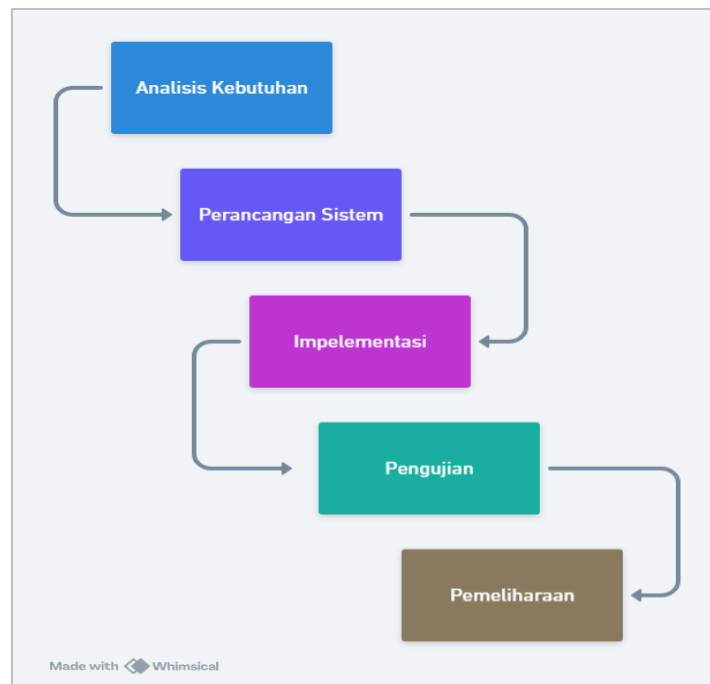 Analisis Kebutuhan
Perancangan Sistem
Impelementasi
Pengujian
Pemeliharaan
Made with Whimsical